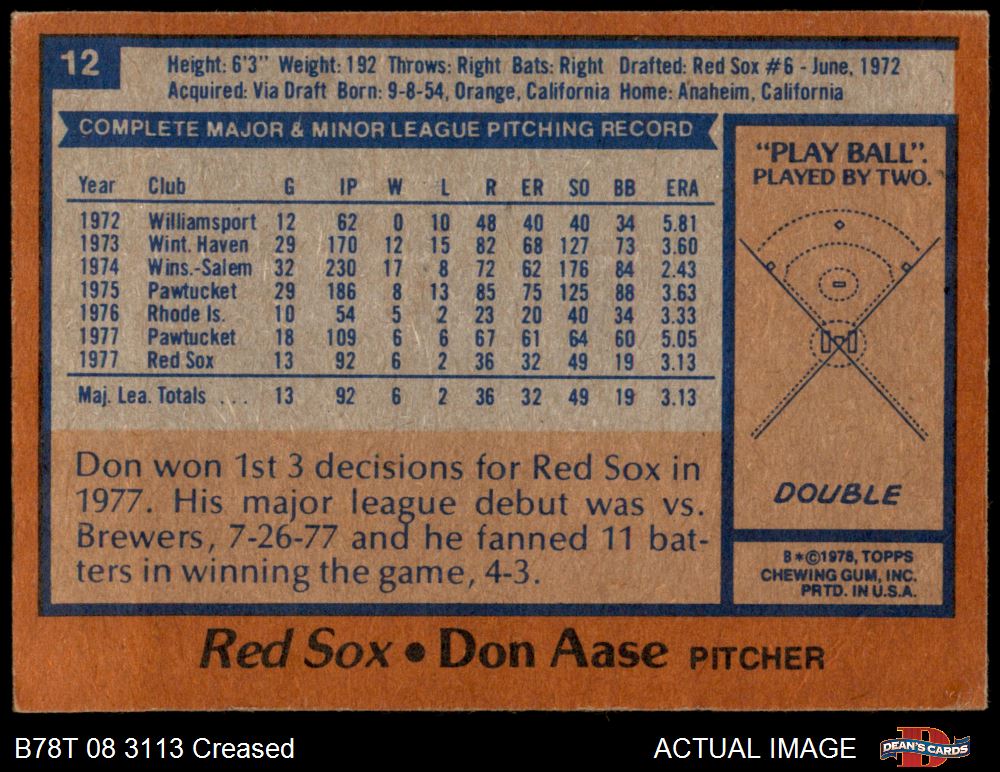 12
Height: 6'3" Weight: 192 Throws: Right Bats: Right Drafted: Red Sox #6 - June, 1972
Acquired: Via Draft Born: 9-8-54, Orange, California Home: Anaheim, California
COMPLETE MAJOR & MINOR LEAGUE PITCHING RECORD
Year Club G IP W L R ER SO BB ERA
1972 Williamsport 12 62 0 10 48 40 40 34 5.81
1973 Wint. Haven 29 170 12 15 82 68 127 73 3.60
1974 Wins.-Salem 32 230 17 8 72 62 176 84 2.43
1975 Pawtucket 29 186 8 13 85 75 125 88 3.63
1976 Rhode Is. 10 54 5 2 23 20 40 34 3.33
1977 Pawtucket 18 109 6 6 67 61 64 60 5.05
1977 Red Sox 13 92 6 2 36 32 49 19 3.13
Maj. Lea. Totals . . . 13 92 6 2 36 32 49 19 3.13
Don won 1st 3 decisions for Red Sox in
1977. His major league debut was vs.
Brewers, 7-26-77 and he fanned 11 bat-
ters in winning the game, 4-3.
"PLAY BALL".
PLAYED BY TWO.
DOUBLE
B*©1978, TOPPS
CHEWING GUM, INC.
PRTD. IN U.S.A.
Red Sox • Don Aase PITCHER
B78T 08 3113 Creased
ACTUAL IMAGE
DEAN'S CARDS